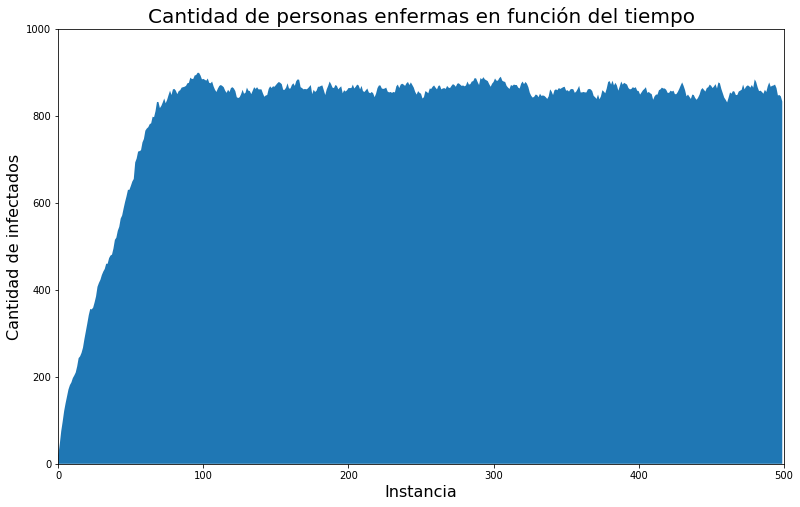 Cantidad de personas enfermas en función del tiempo
1000
800
600
400
200
0
Cantidad de infectados
0 100 200 300 400 500
Instancia